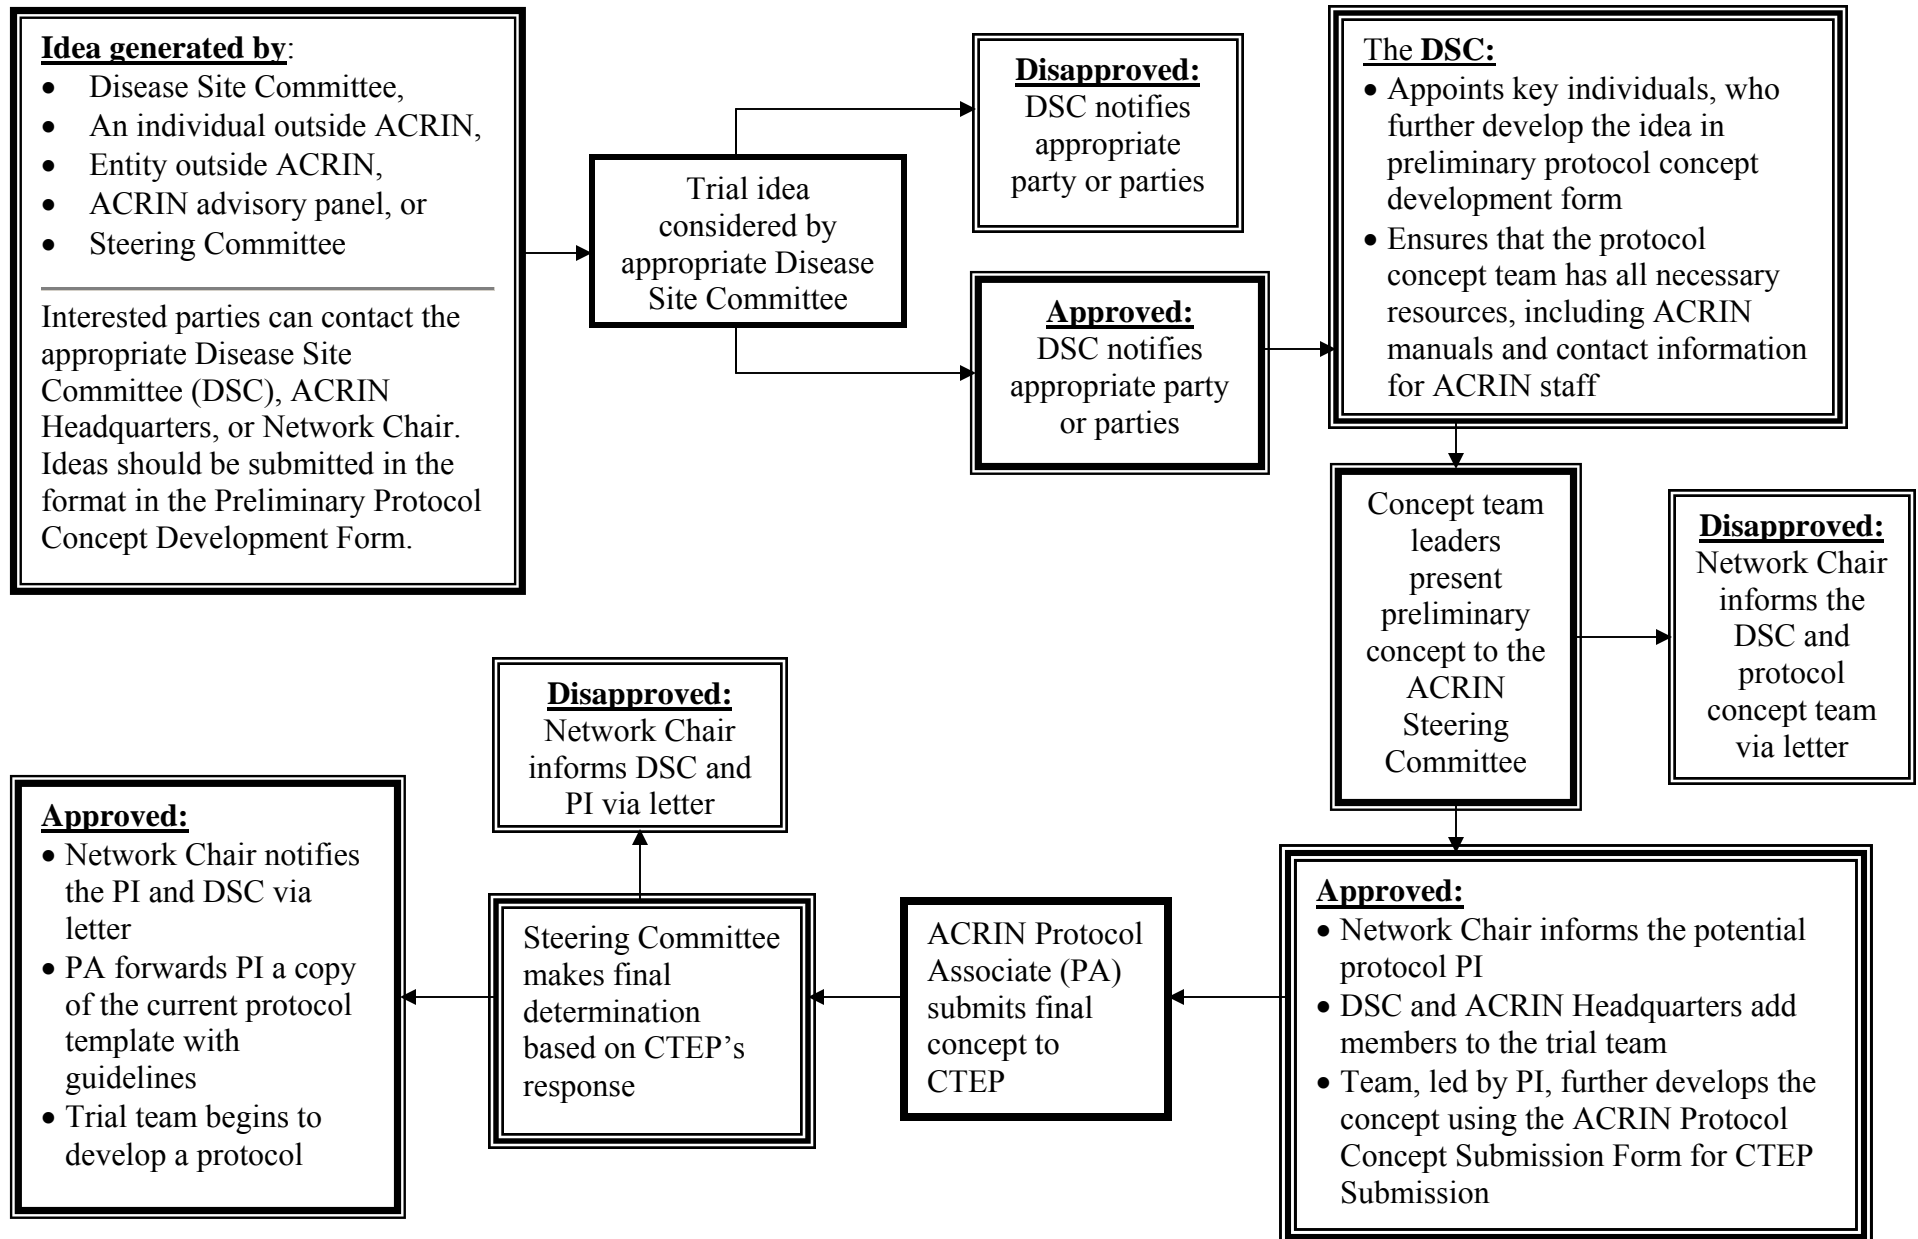 Idea generated by:
• Disease Site Committee,
• An individual outside ACRIN,
• Entity outside ACRIN,
• ACRIN advisory panel, or
• Steering Committee
Interested parties can contact the
appropriate Disease Site
Committee (DSC), ACRIN
Headquarters, or Network Chair.
Ideas should be submitted in the
format in the Preliminary Protocol
Concept Development Form.
Trial idea
considered by
appropriate Disease
Site Committee
Disapproved:
DSC notifies
appropriate
party or parties
Approved:
DSC notifies
appropriate party
or parties
The DSC:
• Appoints key individuals, who
further develop the idea in
preliminary protocol concept
development form
• Ensures that the protocol
concept team has all necessary
resources, including ACRIN
manuals and contact information
for ACRIN staff
Concept team
leaders
present
preliminary
concept to the
ACRIN
Steering
Committee
Disapproved:
Network Chair
informs the
DSC and
protocol
concept team
via letter
Approved:
• Network Chair informs the potential
protocol PI
• DSC and ACRIN Headquarters add
members to the trial team
• Team, led by PI, further develops the
concept using the ACRIN Protocol
Concept Submission Form for CTEP
Submission
ACRIN Protocol
Associate (PA)
submits final
concept to
CTEP
Steering Committee
makes final
determination
based on CTEP’s
response
Disapproved:
Network Chair
informs DSC and
PI via letter
Approved:
• Network Chair notifies
the PI and DSC via
letter
• PA forwards PI a copy
of the current protocol
template with
guidelines
• Trial team begins to
develop a protocol